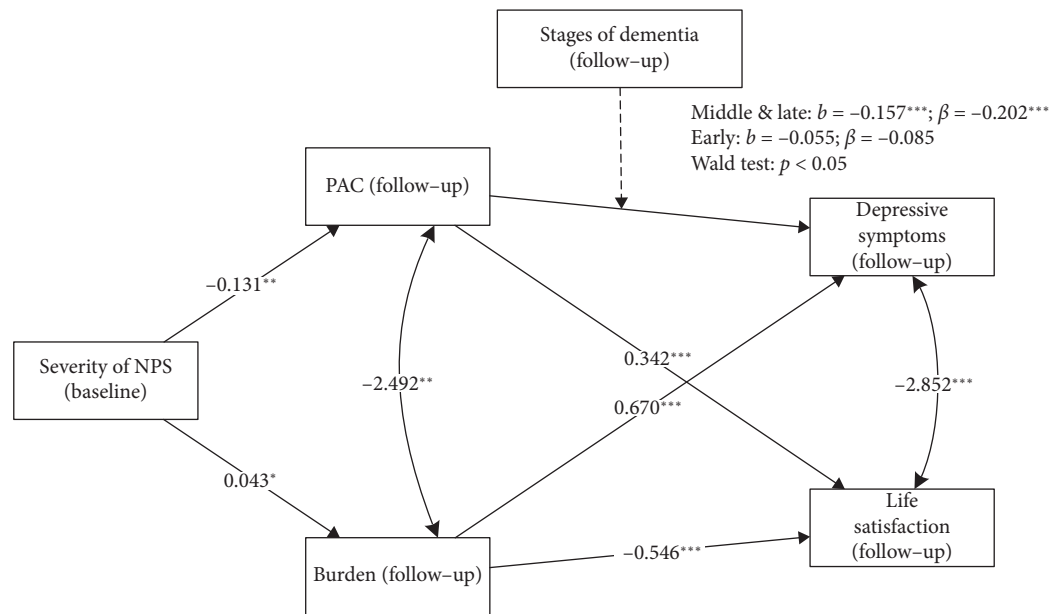 Stages of dementia
(follow–up)
Middle & late: b = –0.157***; β = –0.202***
Early: b = –0.055; β = –0.085
Wald test: p < 0.05
PAC (follow–up)
Depressive
symptoms
(follow–up)
–0.131**
Severity of NPS
(baseline)
0.342***
–2.492**
–2.852***
0.670***
0.043*
Life
satisfaction
(follow–up)
–0.546***
Burden (follow–up)